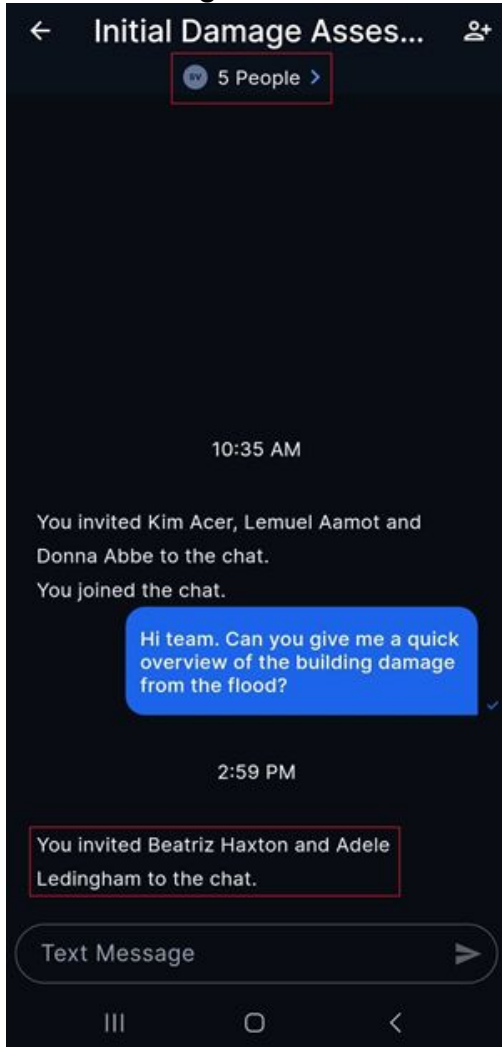 Initial Damage Asses...
5 People >
10:35 AM
You invited Kim Acer, Lemuel Aamot and
Donna Abbe to the chat.
You joined the chat.
Hi team. Can you give me a quick
overview of the building damage
from the flood?
2:59 PM
You invited Beatriz Haxton and Adele
Ledingham to the chat.
Text Message